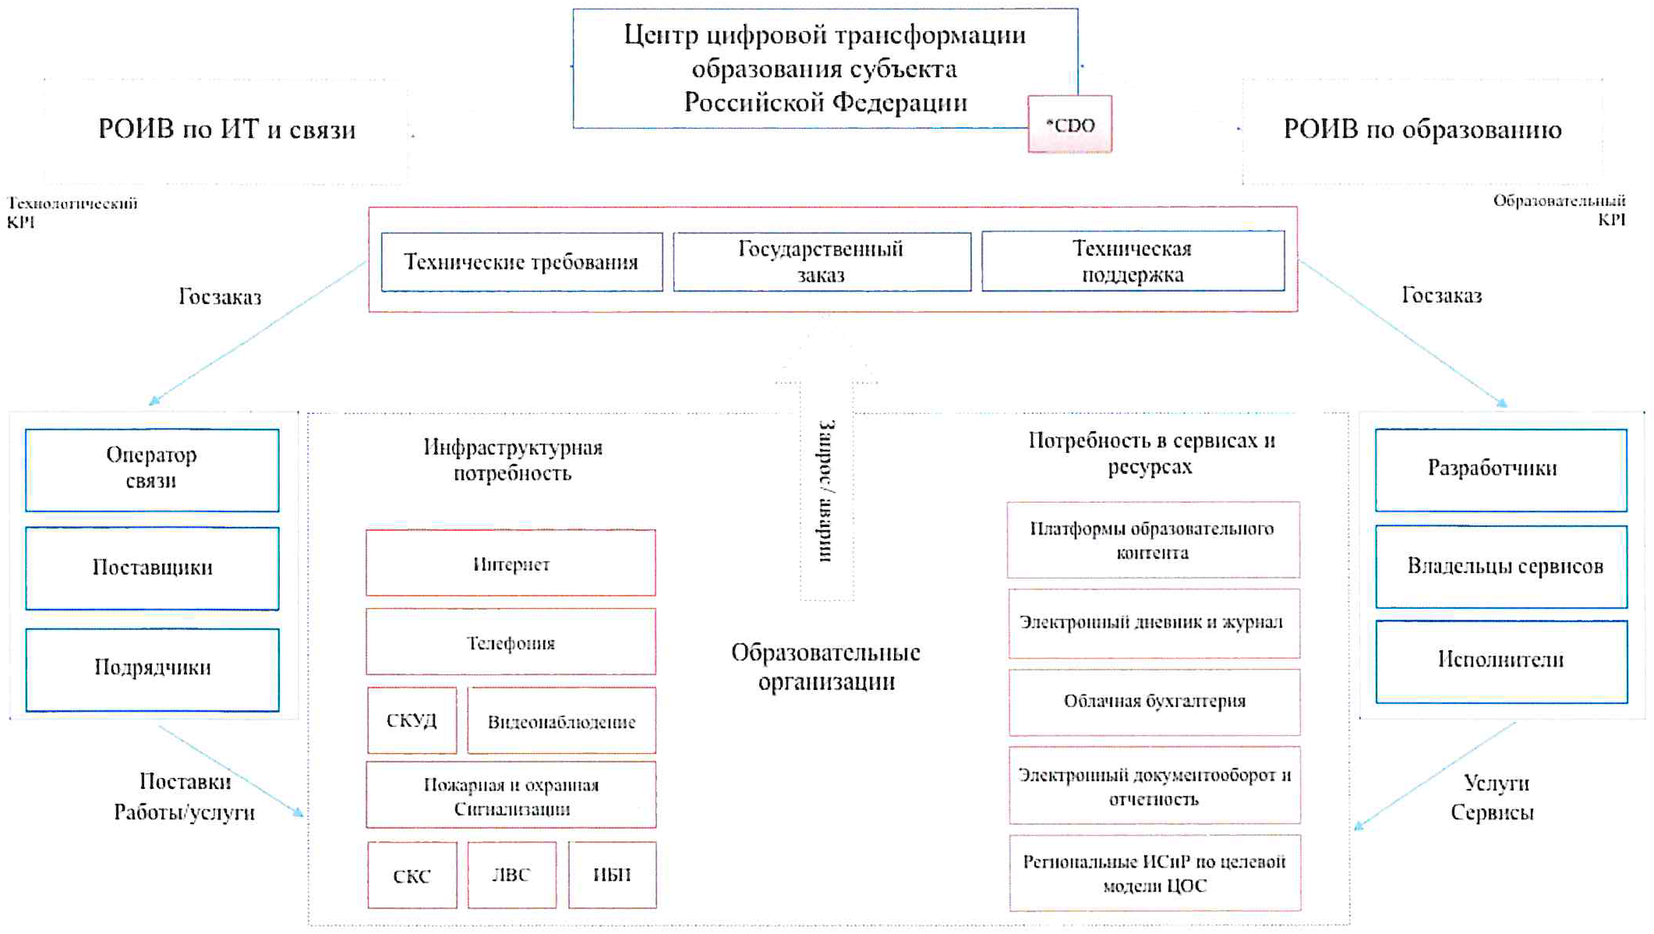 Центр цифровой трансформации
образования субъекта
Российской Федерации
*CDO
РОИВ по ИТ и связи
РОИВ по образованию
Технологический
KPI
Образовательный
KPI
Технические требования
Государственный
заказ
Техническая
поддержка
Госзаказ
Госзаказ
Оператор
связи
Поставщики
Подрядчики
Поставки
Работы/услуги
Инфраструктурная
потребность
Интернет
Телефония
СКУД
Видеонаблюдение
Пожарная и охранная
Сигнализации
СКС
ЛВС
ИБП
Запрос/ аварии
Образовательные
организации
Потребность в сервисах и
ресурсах
Платформы образовательного
контента
Электронный дневник и журнал
Облачная бухгалтерия
Электронный документооборот и
отчетность
Региональные ИСиР по целевой
модели ЦОС
Разработчики
Владельцы сервисов
Исполнители
Услуги
Сервисы